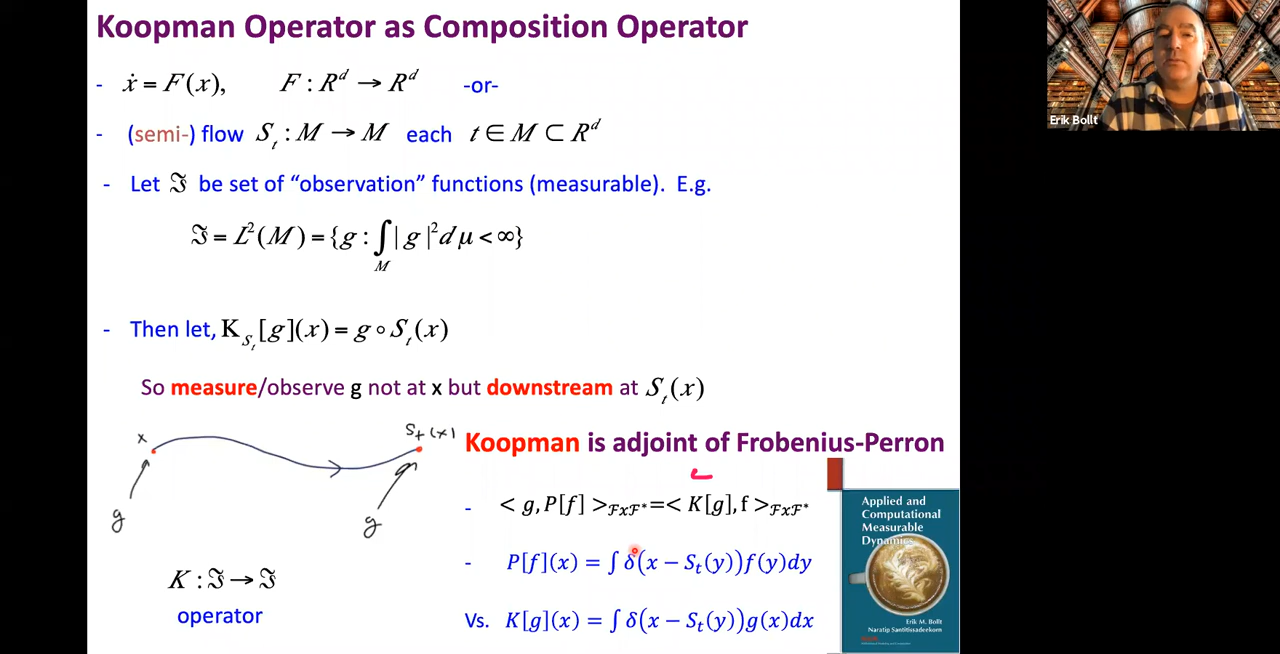 Koopman Operator as Composition Operator
- ẋ = F(x), F : R^d → R^d -or-
- (semi-) flow S_t : M → M each t ∈ M ⊂ R^d
- Let ℑ be set of “observation” functions (measurable). E.g.
ℑ = L²(M) = {g : ∫_M | g |² d μ < ∞}
- Then let, K_{S_t}[g](x) = g ∘ S_t(x)
So measure/observe g not at x but downstream at S_t(x)
x
S_t(x)
g
g
K : ℑ → ℑ
operator
Koopman is adjoint of Frobenius-Perron
- < g, P[f] >_{ℱxℱ*}=< K[g], f >_{ℱxℱ*}
- P[f](x) = ∫ δ(x − S_t(y))f(y)dy
Vs. K[g](x) = ∫ δ(x − S_t(y))g(x)dx
Applied and
Computational
Measurable
Dynamics
Erik M. Bollt
Naratip Santitissadeekorn
Erik Bollt